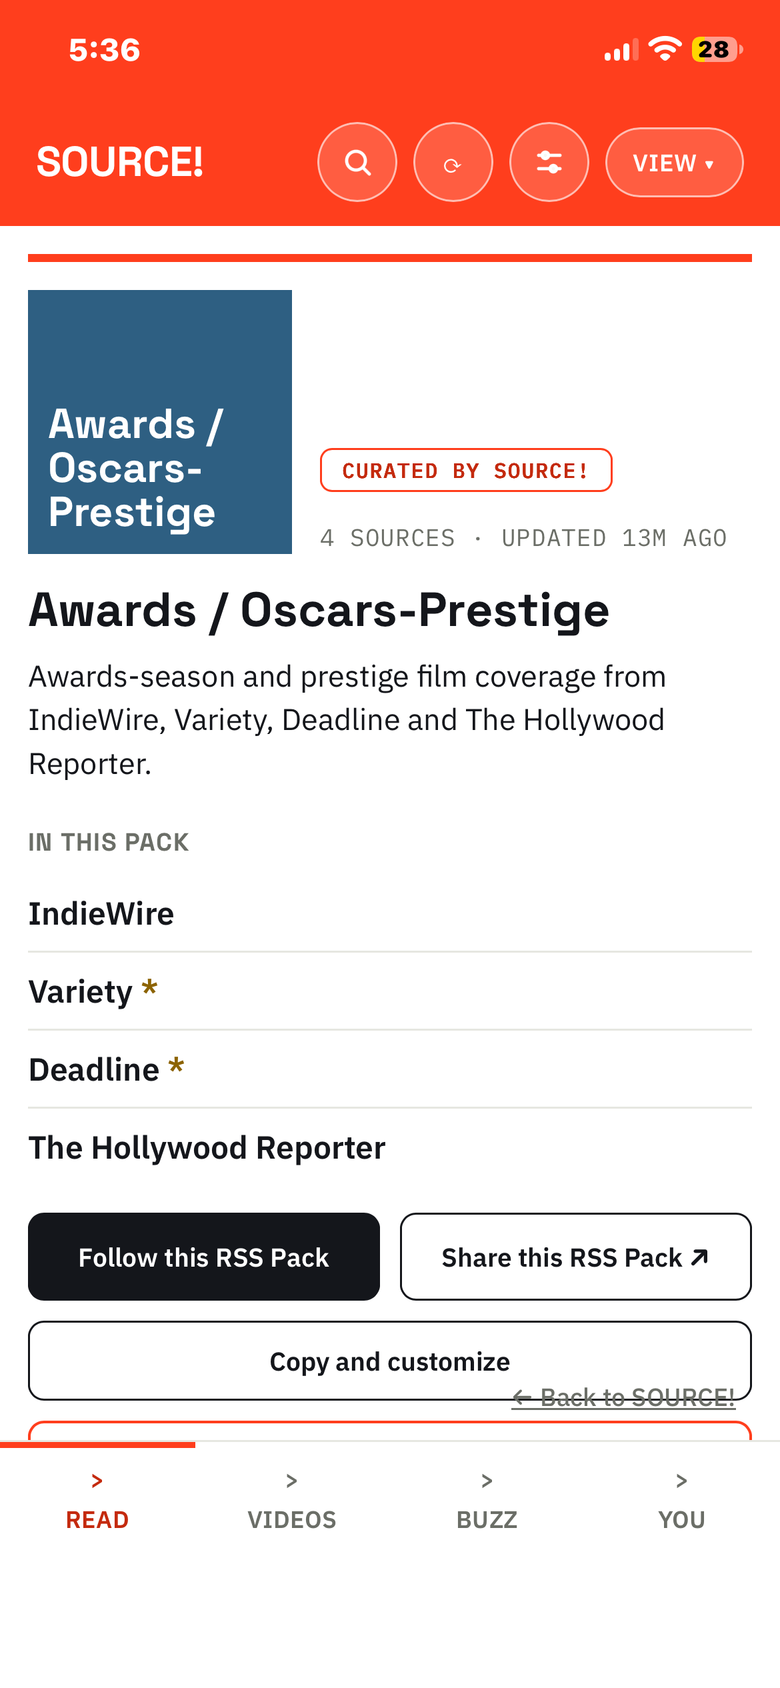 5:36
28
SOURCE!
VIEW ▾
Awards /
Oscars-
Prestige
CURATED BY SOURCE!
4 SOURCES · UPDATED 13M AGO
Awards / Oscars-Prestige
Awards-season and prestige film coverage from
IndieWire, Variety, Deadline and The Hollywood
Reporter.
IN THIS PACK
IndieWire
Variety *
Deadline *
The Hollywood Reporter
Follow this RSS Pack
Share this RSS Pack ↗
Copy and customize
← Back to SOURCE!
> READ
> VIDEOS
> BUZZ
> YOU